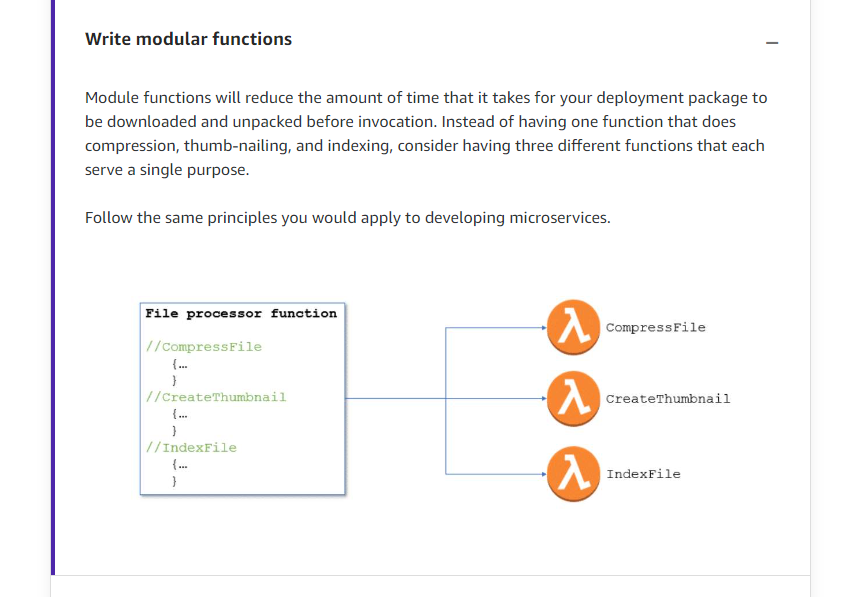 Write modular functions
Module functions will reduce the amount of time that it takes for your deployment package to
be downloaded and unpacked before invocation. Instead of having one function that does
compression, thumb-nailing, and indexing, consider having three different functions that each
serve a single purpose.
Follow the same principles you would apply to developing microservices.
File processor function
//CompressFile
{…
}
//CreateThumbnail
{…
}
//IndexFile
{…
}
λ CompressFile
λ CreateThumbnail
λ IndexFile